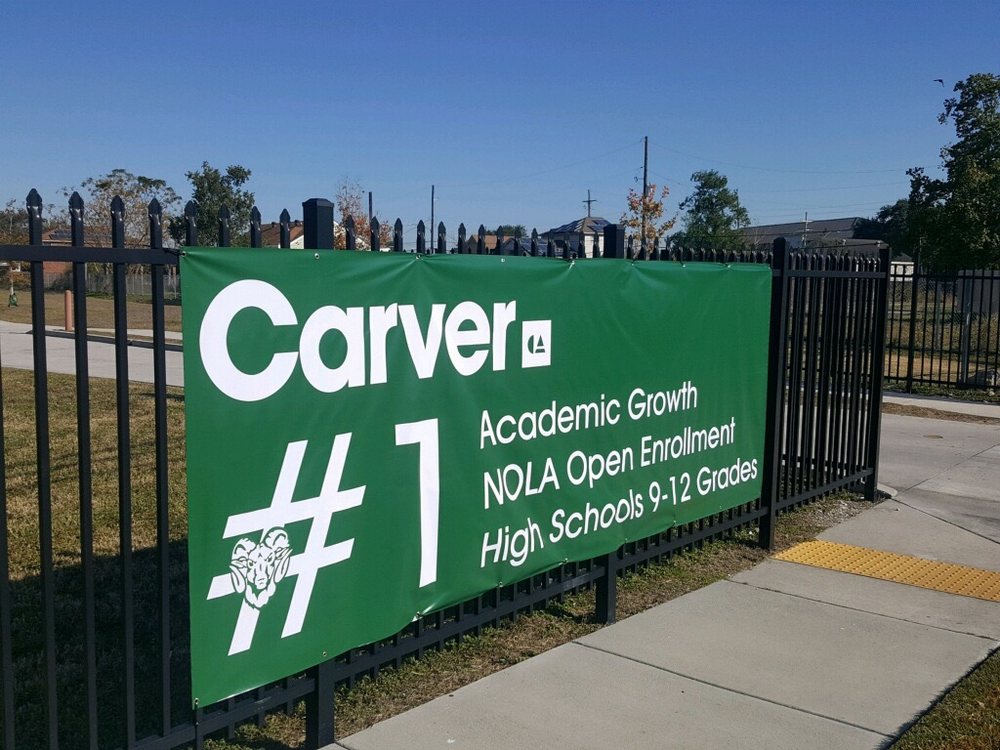 Carver
#1
Academic Growth
NOLA Open Enrollment
High Schools 9-12 Grades